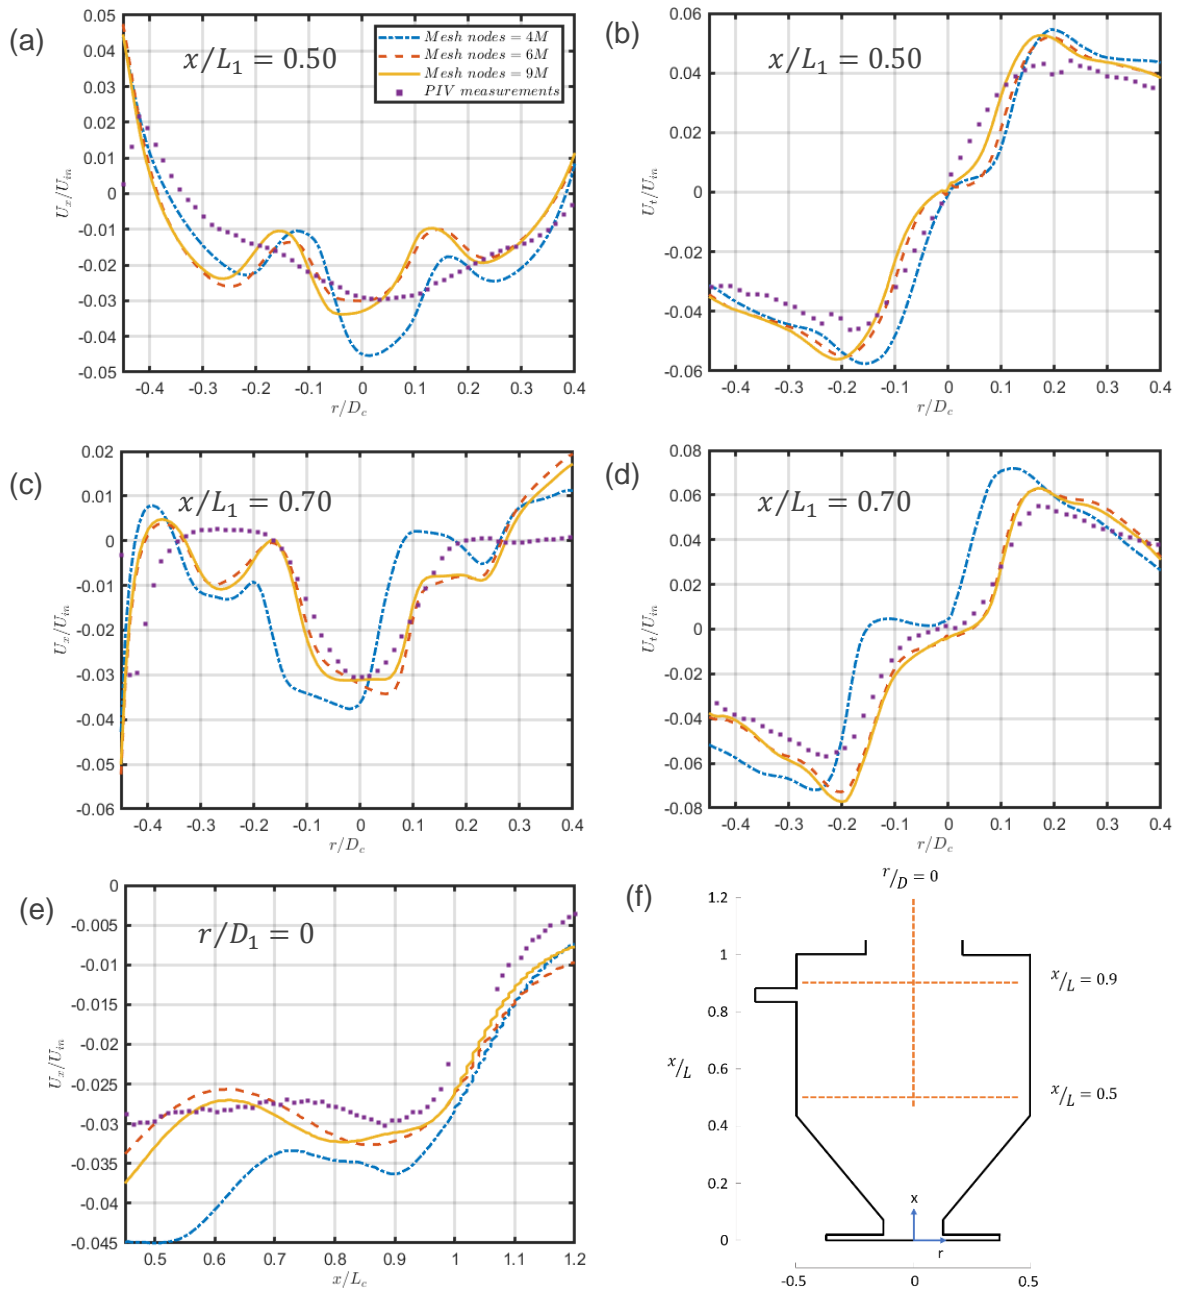 (a)
x/L₁ = 0.50
Mesh nodes = 4M
Mesh nodes = 6M
Mesh nodes = 9M
PIV measurements
0.05
0.04
0.03
0.02
0.01
0
-0.01
-0.02
-0.03
-0.04
-0.05
Uₓ/Uᵢₙ
-0.4 -0.3 -0.2 -0.1 0 0.1 0.2 0.3 0.4
r/D_c
(b)
x/L₁ = 0.50
0.06
0.04
0.02
0
-0.02
-0.04
-0.06
Uₜ/Uᵢₙ
-0.4 -0.3 -0.2 -0.1 0 0.1 0.2 0.3 0.4
r/D_c
(c)
x/L₁ = 0.70
0.02
0.01
0
-0.01
-0.02
-0.03
-0.04
-0.05
-0.06
Uₓ/Uᵢₙ
-0.4 -0.3 -0.2 -0.1 0 0.1 0.2 0.3 0.4
r/D_c
(d)
x/L₁ = 0.70
0.08
0.06
0.04
0.02
0
-0.02
-0.04
-0.06
-0.08
Uₜ/Uᵢₙ
-0.4 -0.3 -0.2 -0.1 0 0.1 0.2 0.3 0.4
r/D_c
(e)
r/D₁ = 0
0
-0.005
-0.01
-0.015
-0.02
-0.025
-0.03
-0.035
-0.04
-0.045
Uₓ/Uᵢₙ
0.5 0.6 0.7 0.8 0.9 1 1.1 1.2
x/L_c
(f)
r/D = 0
1.2
1
0.8
0.6
0.4
0.2
0
x/L
x/L = 0.9
x/L = 0.5
x
r
-0.5 0 0.5